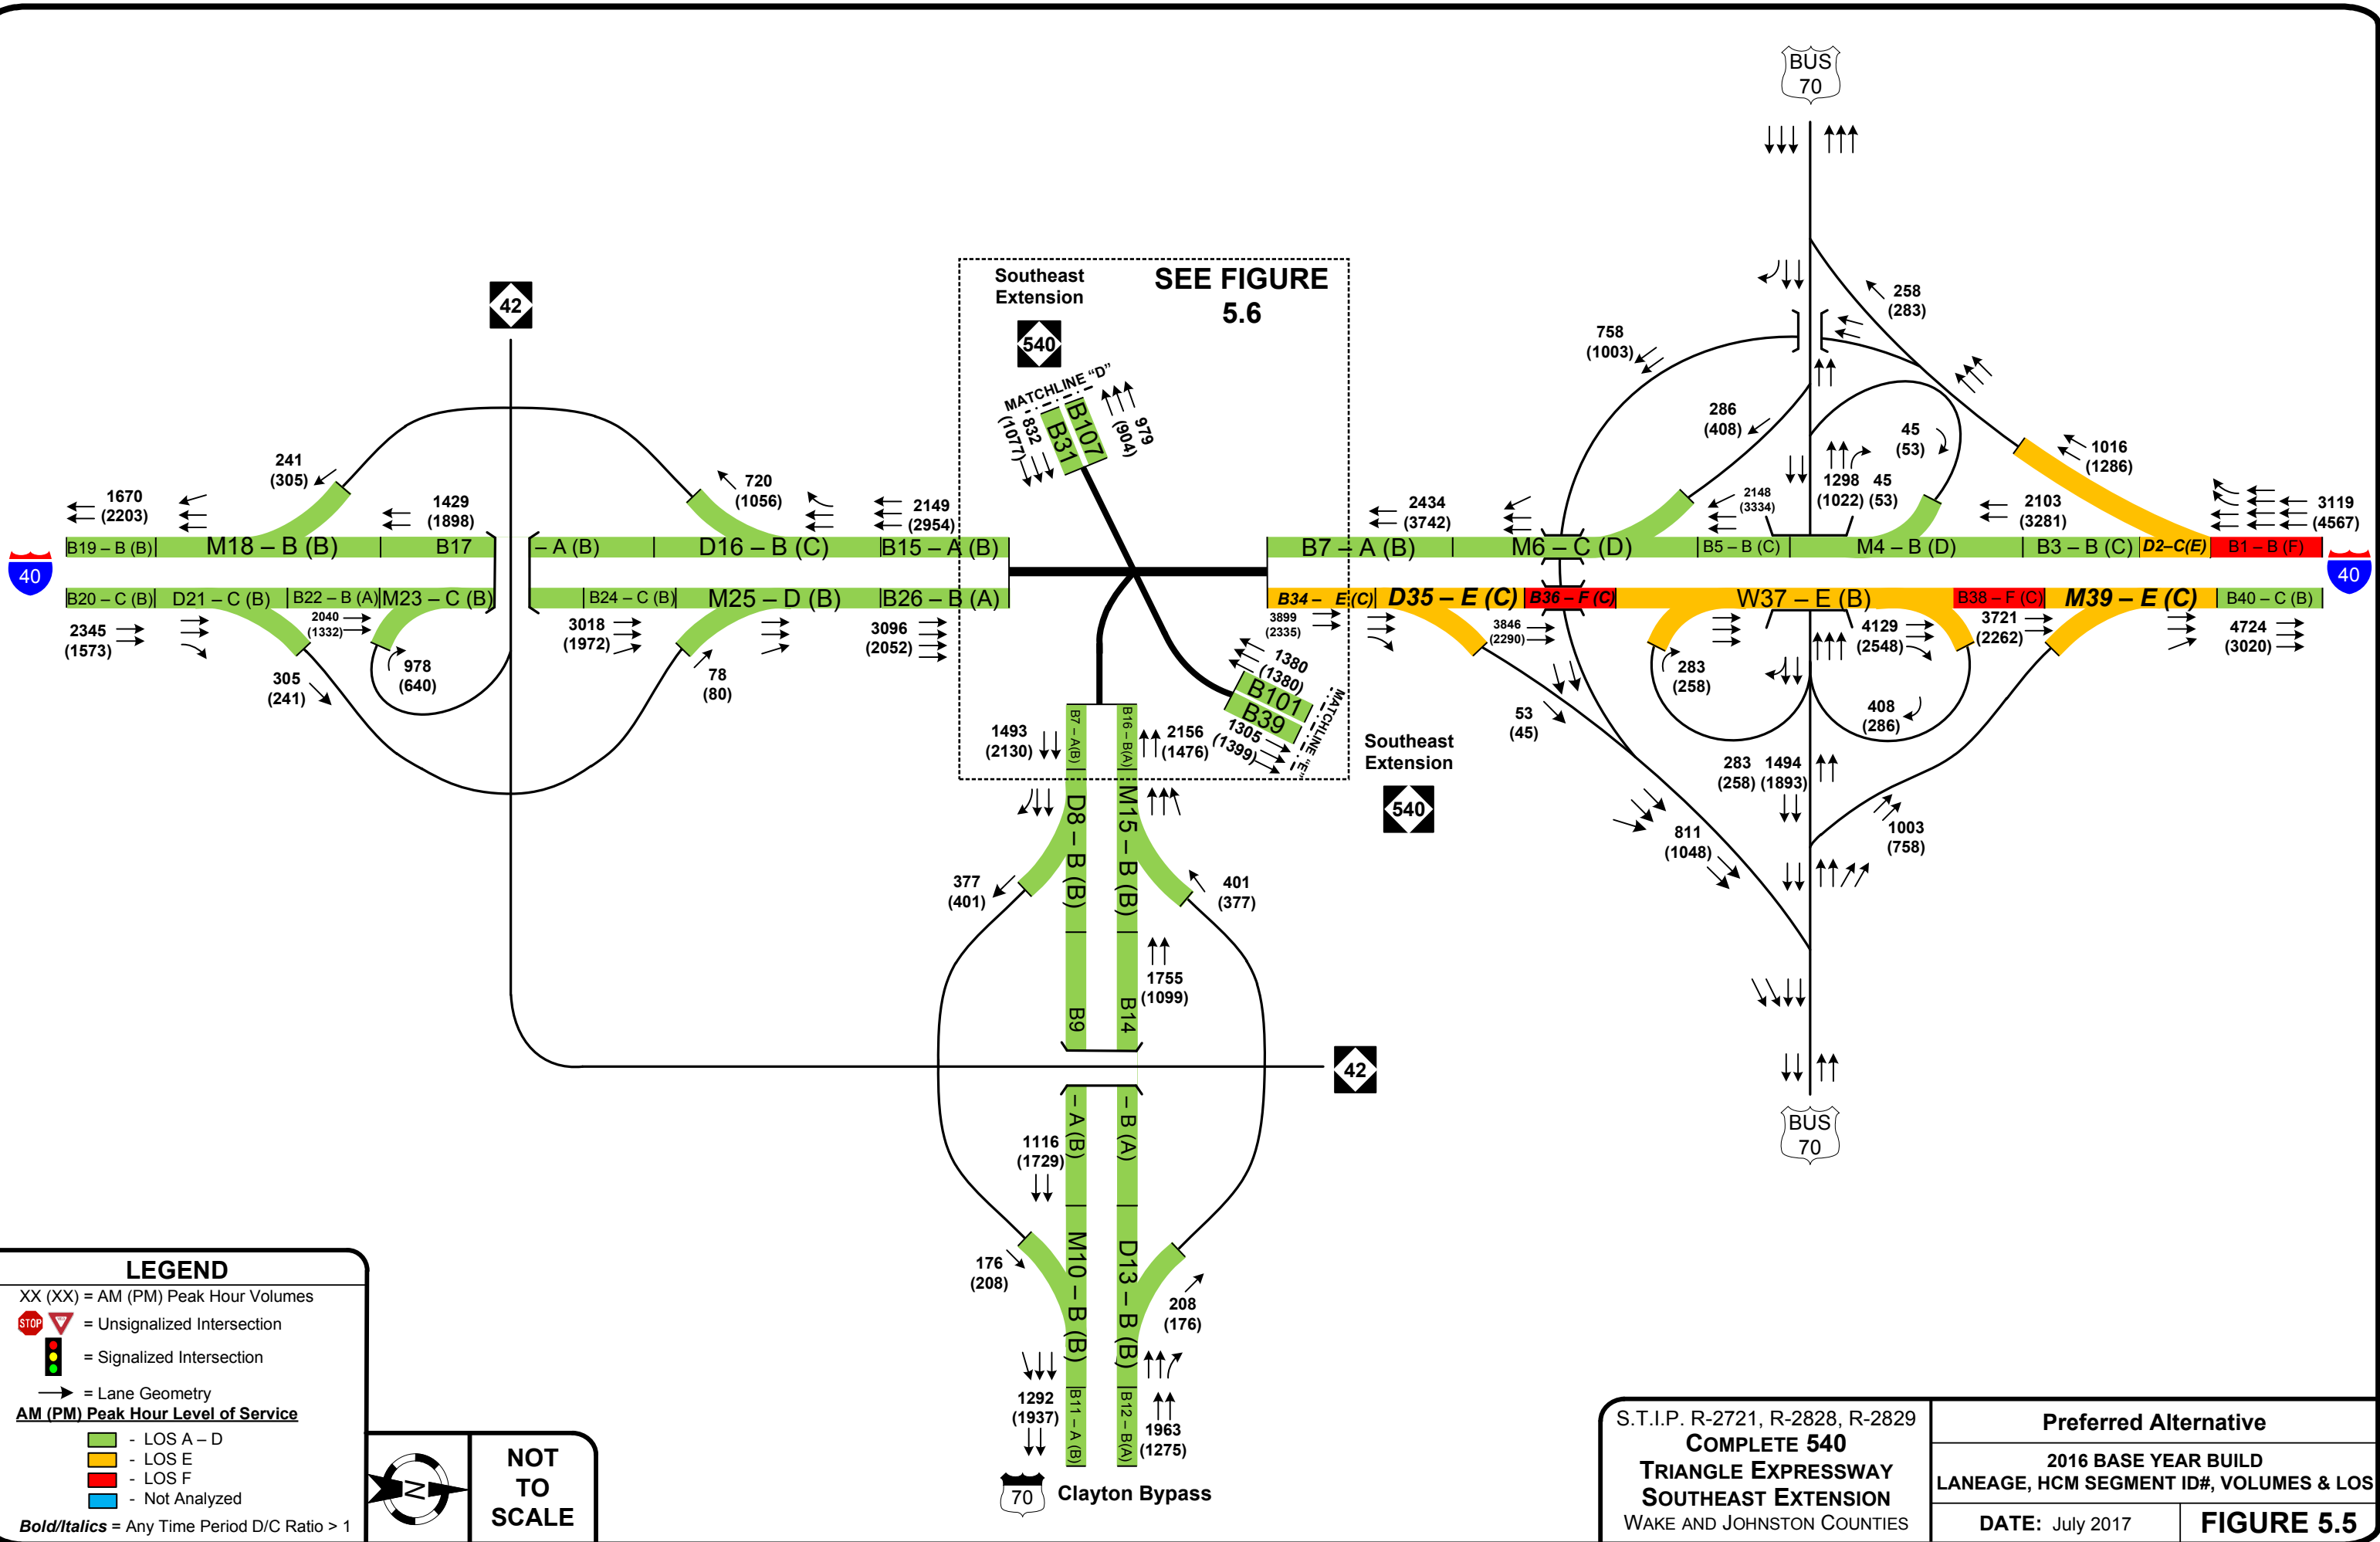 BUS
70
258
(283)
758
(1003)
286
(408)
45
(53)
1298
(1022)
45
(53)
1016
(1286)
2148
(3334)
2103
(3281)
3119
(4567)
2434
(3742)
B7 – A (B)
M6 – C (D)
B5 – B (C)
M4 – B (D)
B3 – B (C)
D2–C(E)
B1 – B (F)
40
B34 – E (C)
D35 – E (C)
B36 – F (C)
W37 – E (B)
B38 – F (C)
M39 – E (C)
B40 – C (B)
3899
(2335)
3846
(2290)
4129
(2548)
3721
(2262)
4724
(3020)
283
(258)
408
(286)
53
(45)
283
(258)
1494
(1893)
811
(1048)
1003
(758)
BUS
70
Southeast
Extension
540
SEE FIGURE
5.6
MATCHLINE “D”
B107
B31
832
(1077)
979
(904)
1380
(1380)
B101
B39
1305
(1399)
MATCHLINE “E”
Southeast
Extension
540
42
241
(305)
720
(1056)
1670
(2203)
1429
(1898)
2149
(2954)
B19 – B (B)
M18 – B (B)
B17
– A (B)
D16 – B (C)
B15 – A (B)
40
B20 – C (B)
D21 – C (B)
B22 – B (A)
M23 – C (B)
B24 – C (B)
M25 – D (B)
B26 – B (A)
2345
(1573)
2040
(1332)
3018
(1972)
3096
(2052)
305
(241)
978
(640)
78
(80)
1493
(2130)
B7 – A(B)
B16 – B(A)
2156
(1476)
D8 – B (B)
M15 – B (B)
377
(401)
401
(377)
1755
(1099)
B9
B14
42
– A (B)
– B (A)
1116
(1729)
M10 – B (B)
D13 – B (B)
176
(208)
208
(176)
1292
(1937)
B11 – A (B)
B12 – B(A)
1963
(1275)
70
Clayton Bypass
LEGEND
XX (XX) = AM (PM) Peak Hour Volumes
STOP = Unsignalized Intersection
= Signalized Intersection
= Lane Geometry
AM (PM) Peak Hour Level of Service
- LOS A – D
- LOS E
- LOS F
- Not Analyzed
Bold/Italics = Any Time Period D/C Ratio > 1
N
NOT
TO
SCALE
S.T.I.P. R-2721, R-2828, R-2829
COMPLETE 540
TRIANGLE EXPRESSWAY
SOUTHEAST EXTENSION
WAKE AND JOHNSTON COUNTIES
Preferred Alternative
2016 BASE YEAR BUILD
LANEAGE, HCM SEGMENT ID#, VOLUMES & LOS
DATE: July 2017
FIGURE 5.5